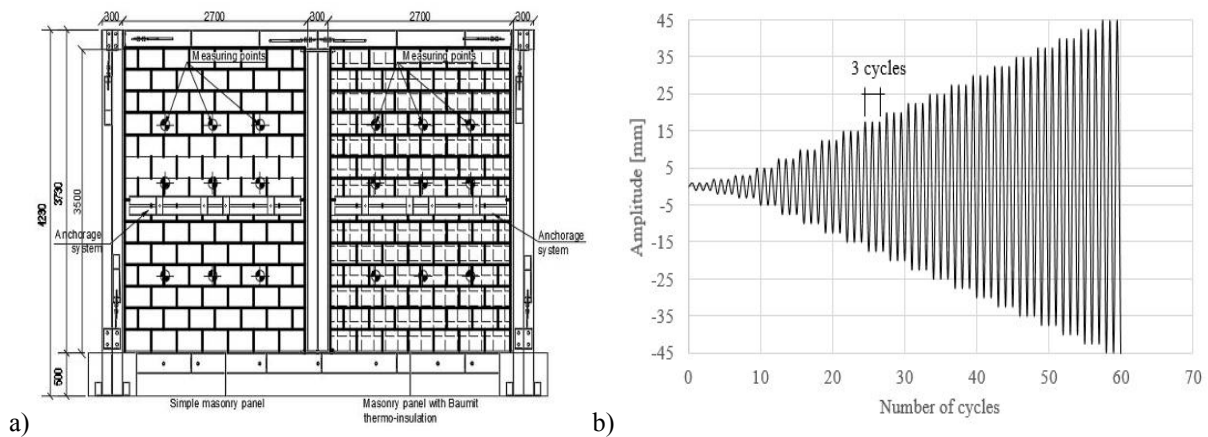 300 2700 300 2700 300
Measuring points
Measuring points
4230
3730
3500
Anchorage
system
Anchorage
system
500
Simple masonry panel
Masonry panel with Baumit
thermo-insulation
a)
45
35
25
15
5
-5
-15
-25
-35
-45
Amplitude [mm]
3 cycles
0 10 20 30 40 50 60 70
Number of cycles
b)